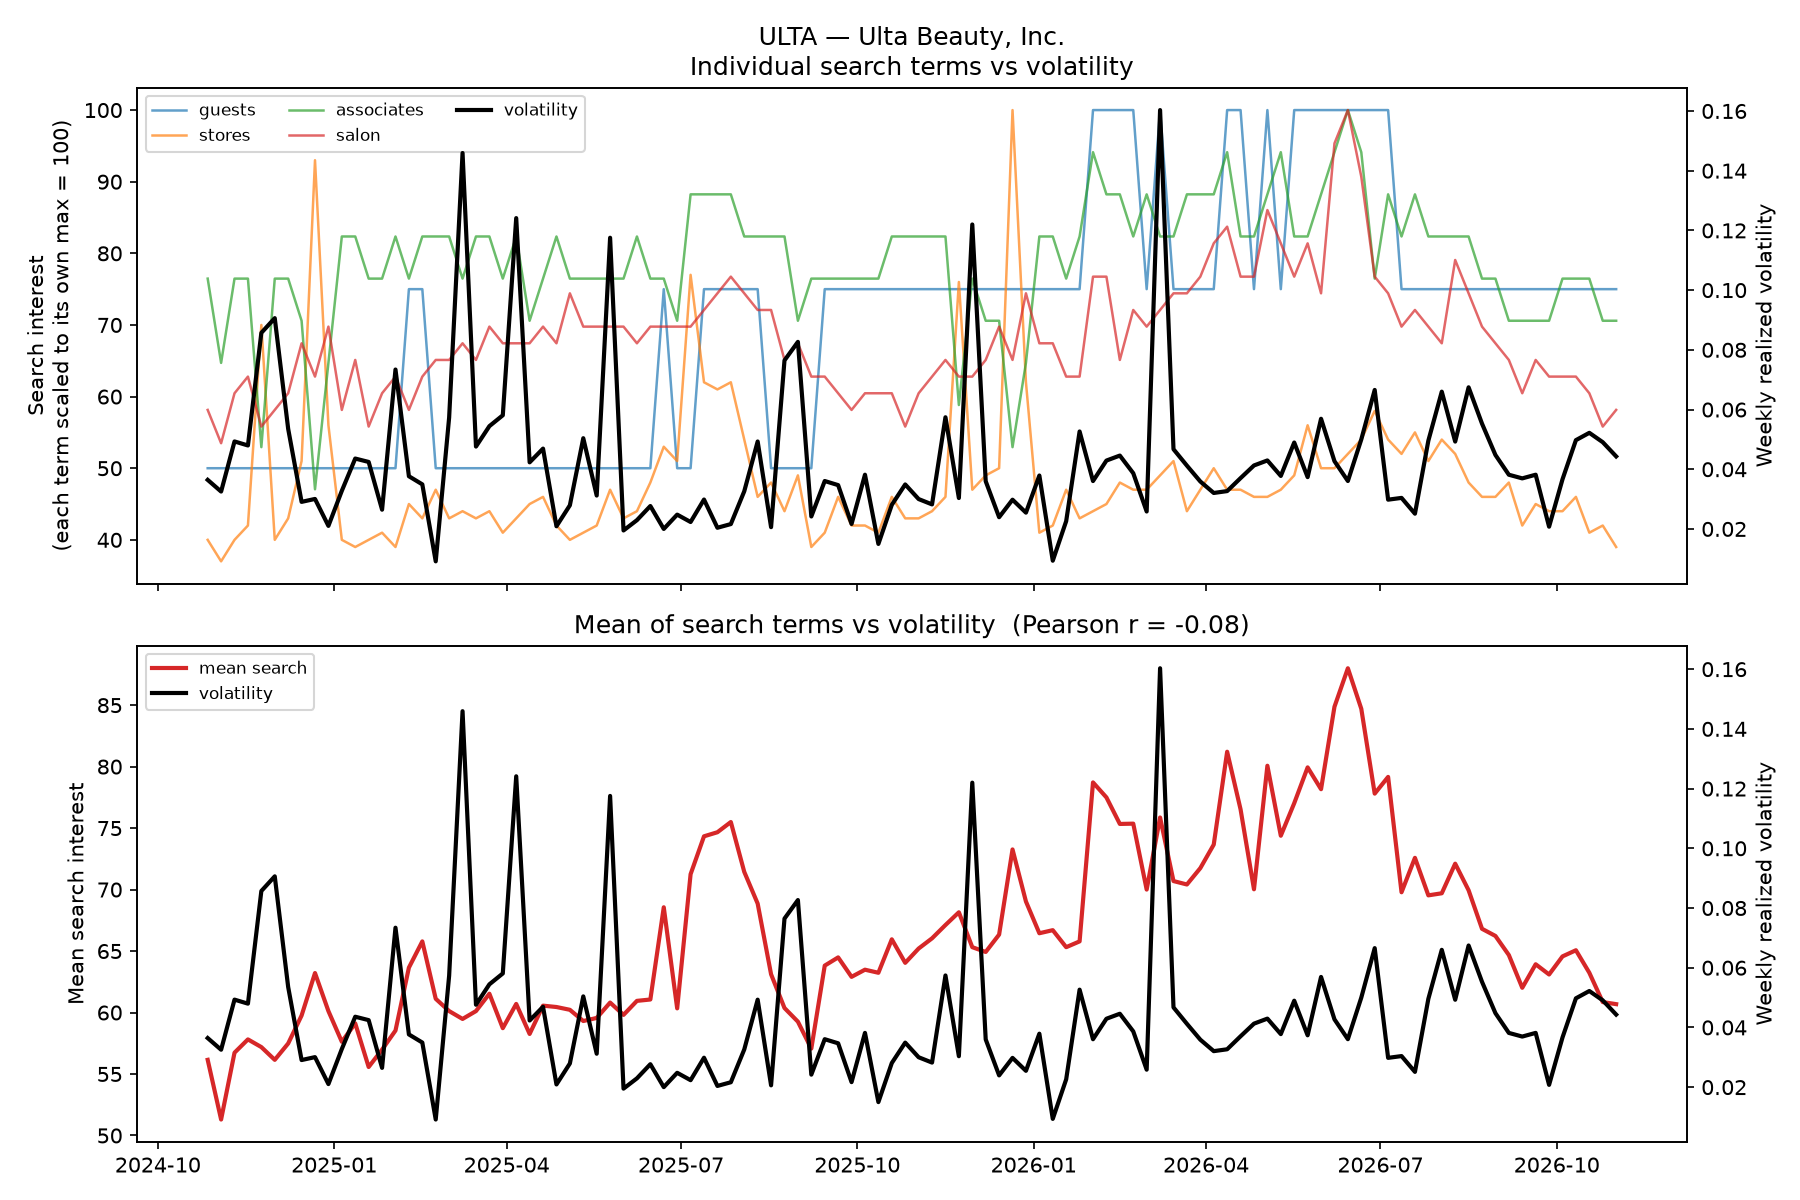 ULTA — Ulta Beauty, Inc.
Individual search terms vs volatility
guests
stores
associates
salon
volatility
Search interest
(each term scaled to its own max = 100)
100
90
80
70
60
50
40
0.16
0.14
0.12
0.10
0.08
0.06
0.04
0.02
Weekly realized volatility
Mean of search terms vs volatility  (Pearson r = -0.08)
mean search
volatility
Mean search interest
85
80
75
70
65
60
55
50
0.16
0.14
0.12
0.10
0.08
0.06
0.04
0.02
Weekly realized volatility
2024-10 2025-01 2025-04 2025-07 2025-10 2026-01 2026-04 2026-07 2026-10